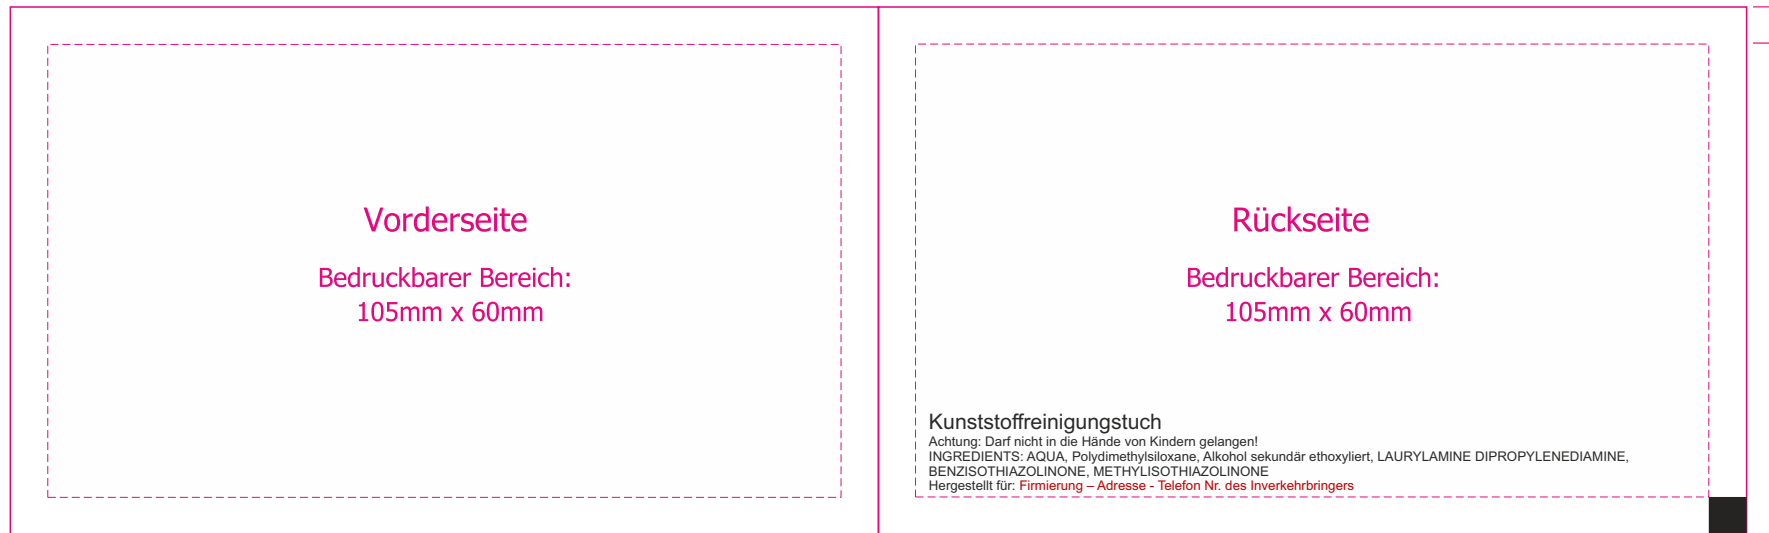 Vorderseite
Bedruckbarer Bereich:
105mm x 60mm
Rückseite
Bedruckbarer Bereich:
105mm x 60mm
Kunststoffreinigungstuch
Achtung: Darf nicht in die Hände von Kindern gelangen!
INGREDIENTS: AQUA, Polydimethylsiloxane, Alkohol sekundär ethoxyliert, LAURYLAMINE DIPROPYLENEDIAMINE,
BENZISOTHIAZOLINONE, METHYLISOTHIAZOLINONE
Hergestellt für: Firmierung – Adresse - Telefon Nr. des Inverkehrbringers